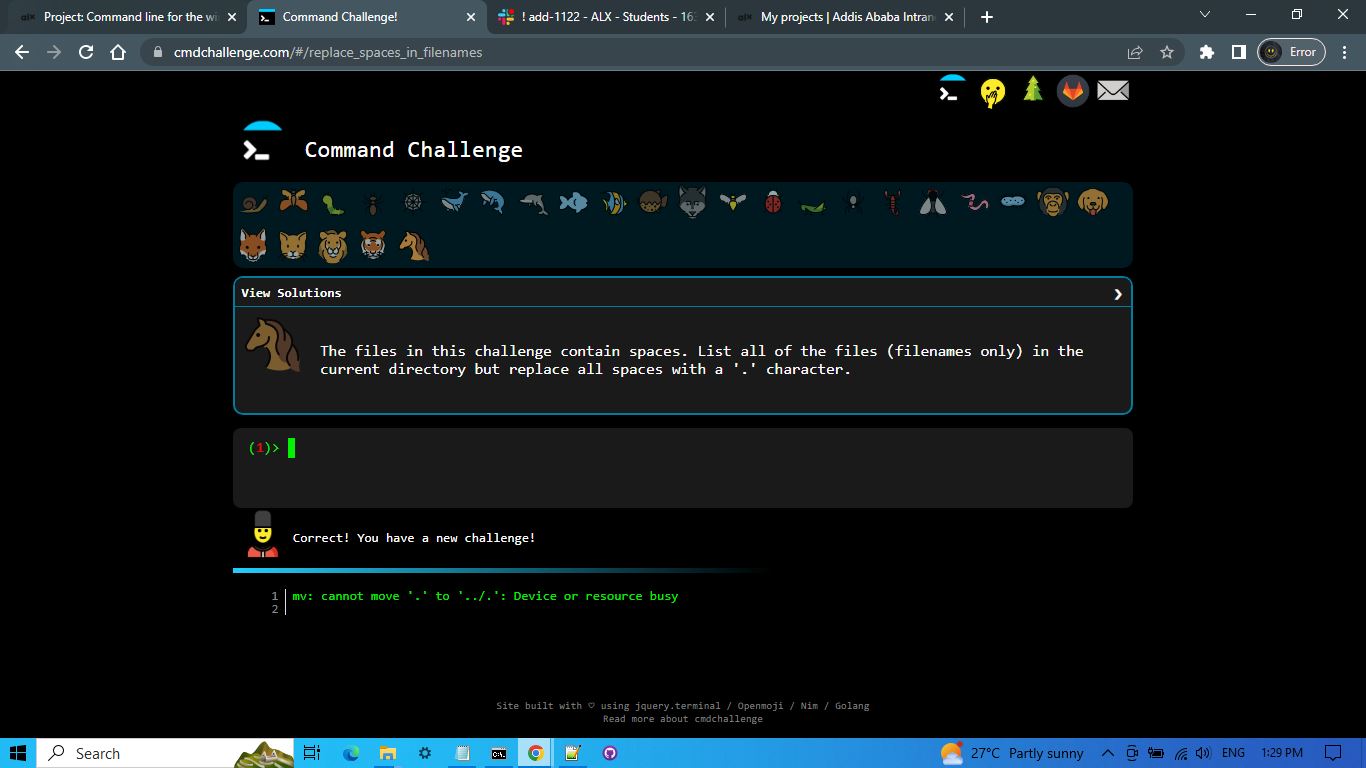 alx Project: Command line for the wi
Command Challenge!
! add-1122 - ALX - Students - 163
alx My projects | Addis Ababa Intran
cmdchallenge.com/#/replace_spaces_in_filenames
Error
Command Challenge
View Solutions
The files in this challenge contain spaces. List all of the files (filenames only) in the
current directory but replace all spaces with a '.' character.
(1)>
Correct! You have a new challenge!
1 mv: cannot move '.' to '../.': Device or resource busy
2
Site built with ♡ using jquery.terminal / Openmoji / Nim / Golang
Read more about cmdchallenge
Search
27°C Partly sunny
ENG
1:29 PM